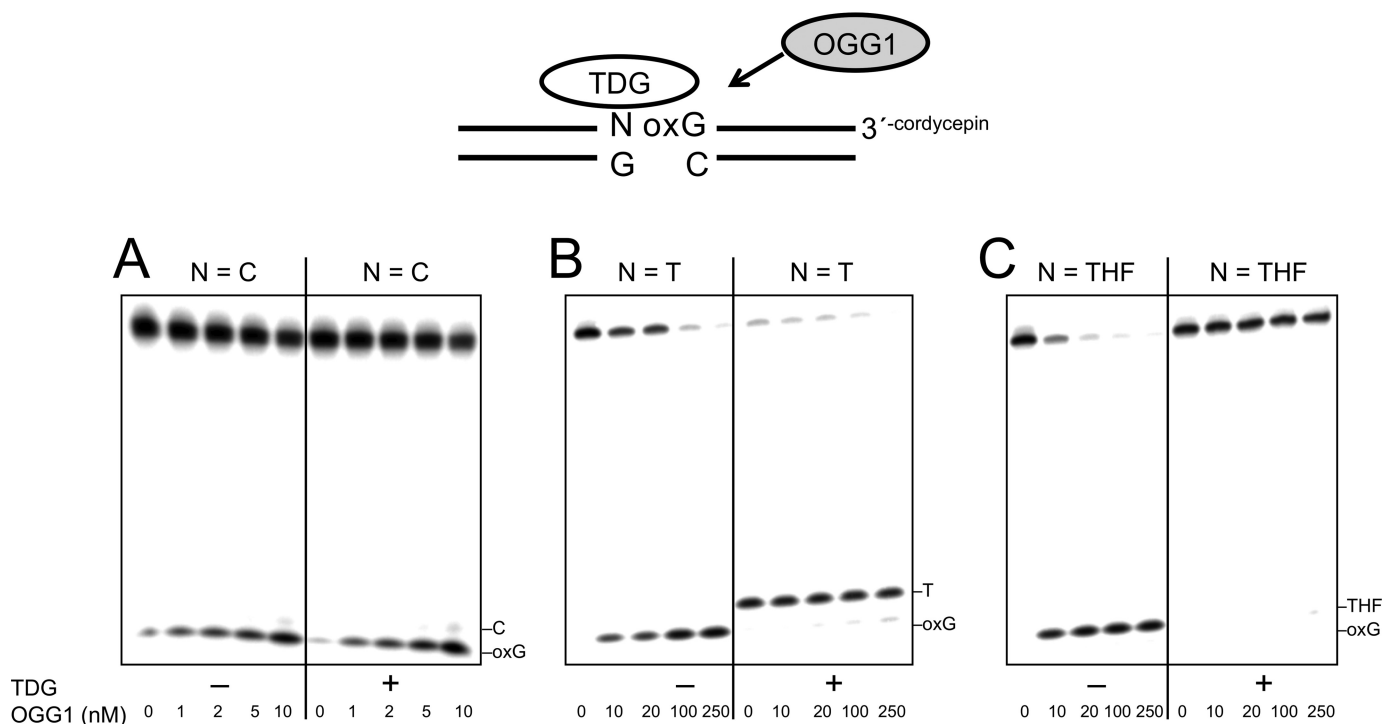 OGG1
TDG
N oxG
3´-cordycepin
G C
A
N = C N = C
C
oxG
B
N = T N = T
T
oxG
C
N = THF N = THF
THF
oxG
TDG – + – + – +
OGG1 (nM) 0 1 2 5 10 0 1 2 5 10 0 10 20 100 250 0 10 20 100 250 0 10 20 100 250 0 10 20 100 250